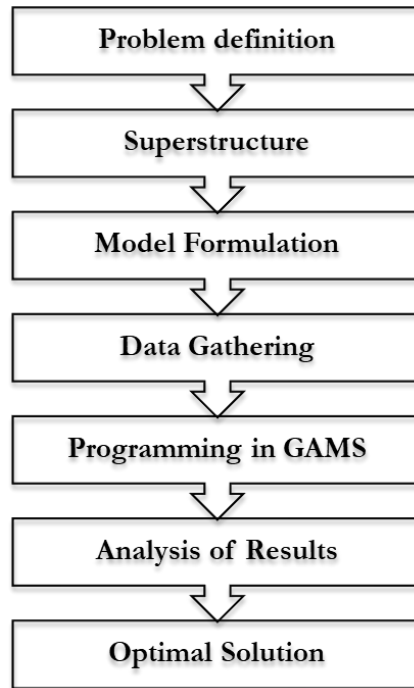 Problem definition
Superstructure
Model Formulation
Data Gathering
Programming in GAMS
Analysis of Results
Optimal Solution